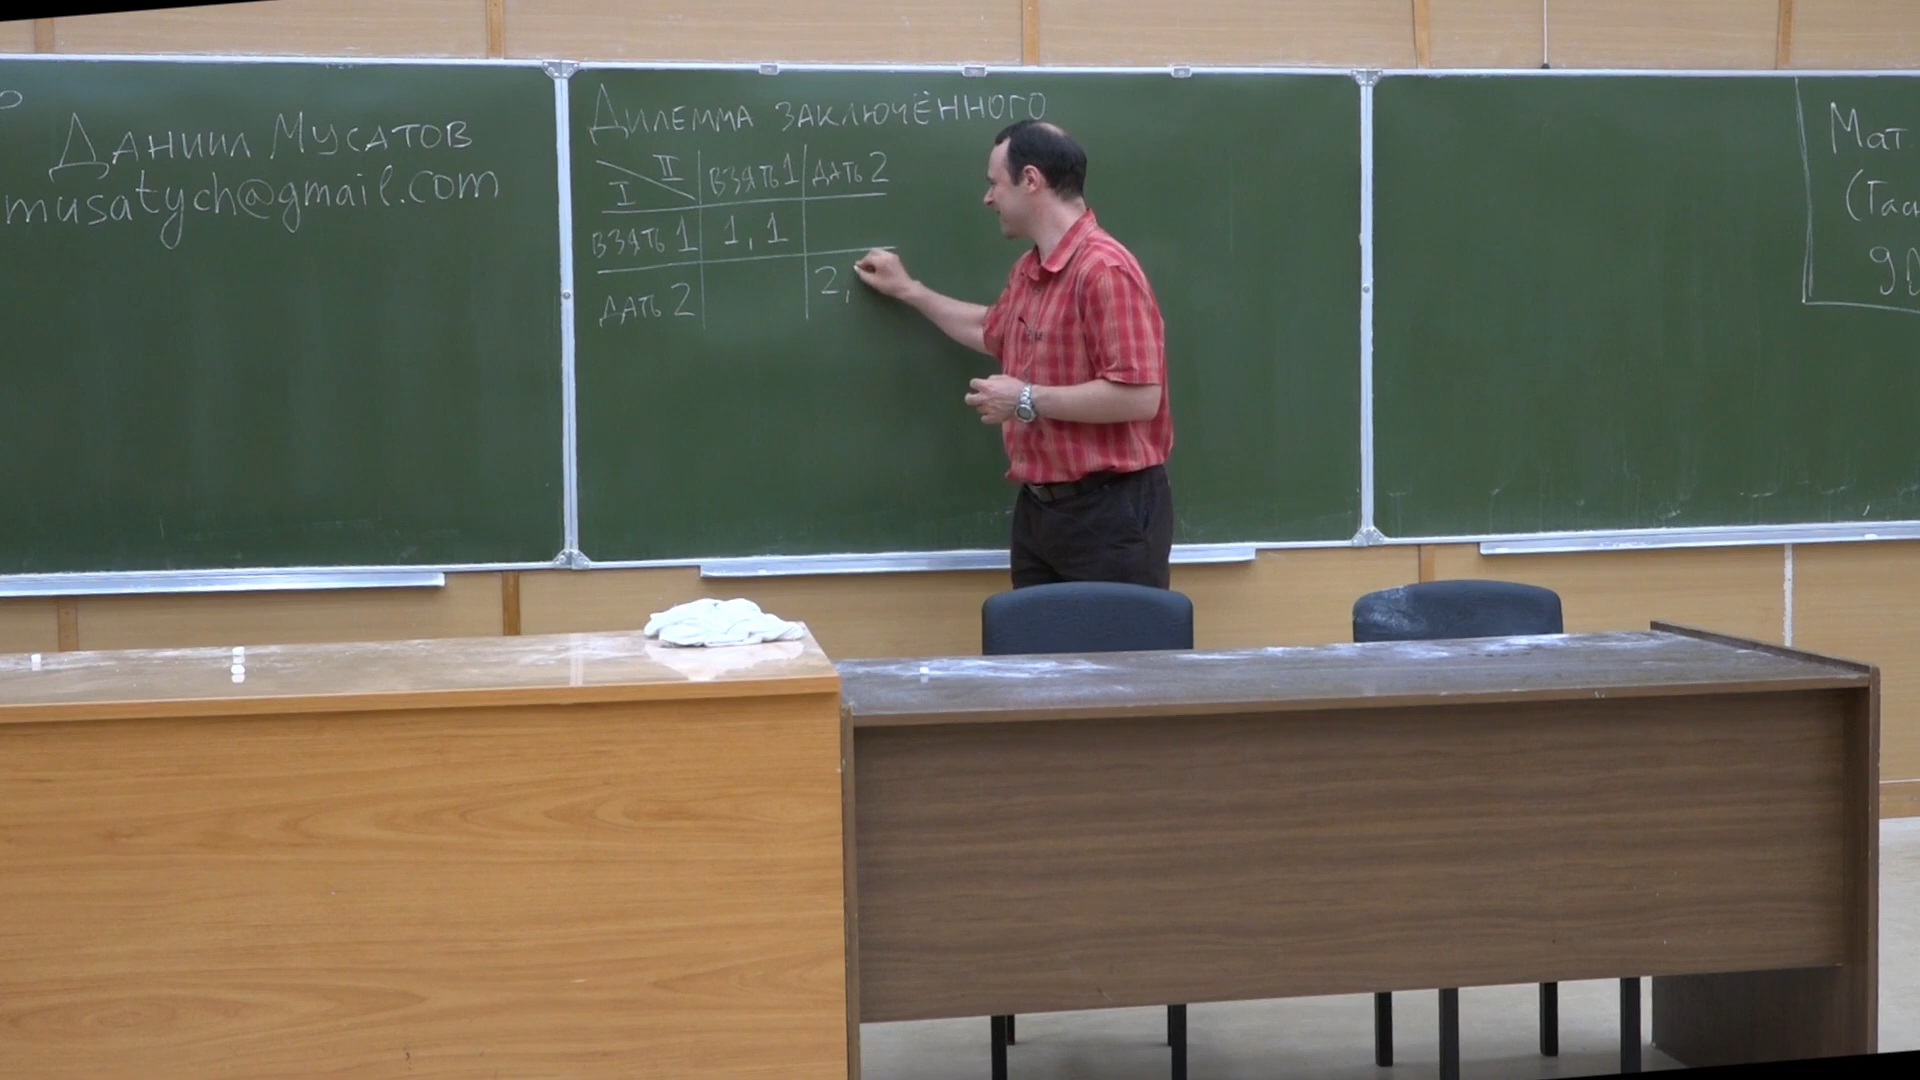 Даниил Мусатов
musatych@gmail.com
Дилемма заключённого
I II взять 1 дать 2
взять 1 1, 1
дать 2 2,
Мат